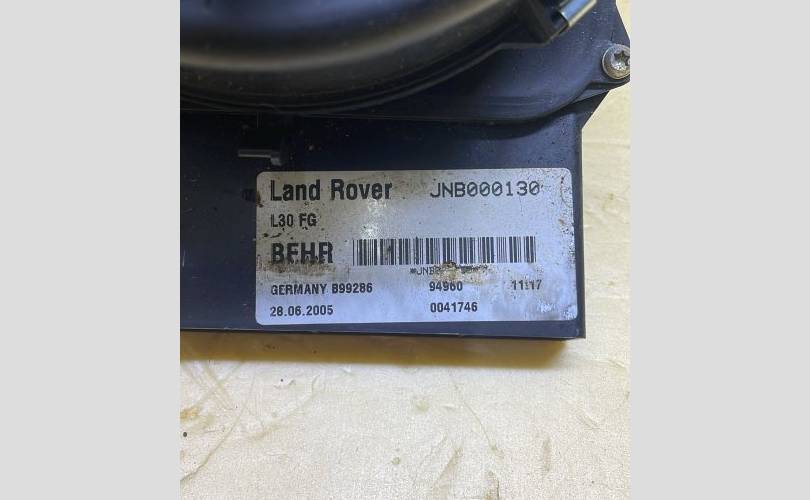 Land Rover JNB000130
L30 FG
BEHR
GERMANY B99286 94960 11:17
28.06.2005 0041746